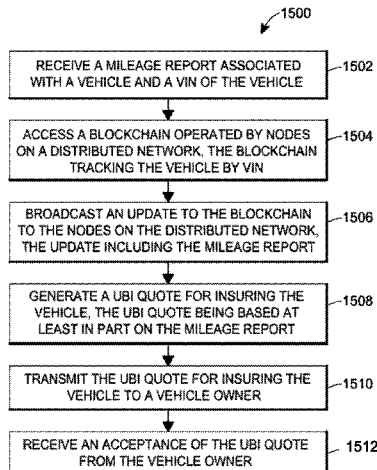 1500
RECEIVE A MILEAGE REPORT ASSOCIATED
WITH A VEHICLE AND A VIN OF THE VEHICLE
1502
ACCESS A BLOCKCHAIN OPERATED BY NODES
ON A DISTRIBUTED NETWORK, THE BLOCKCHAIN
TRACKING THE VEHICLE BY VIN
1504
BROADCAST AN UPDATE TO THE BLOCKCHAIN
TO THE NODES ON THE DISTRIBUTED NETWORK,
THE UPDATE INCLUDING THE MILEAGE REPORT
1506
GENERATE A UBI QUOTE FOR INSURING THE
VEHICLE, THE UBI QUOTE BEING BASED AT
LEAST IN PART ON THE MILEAGE REPORT
1508
TRANSMIT THE UBI QUOTE FOR INSURING THE
VEHICLE TO A VEHICLE OWNER
1510
RECEIVE AN ACCEPTANCE OF THE UBI QUOTE
FROM THE VEHICLE OWNER
1512